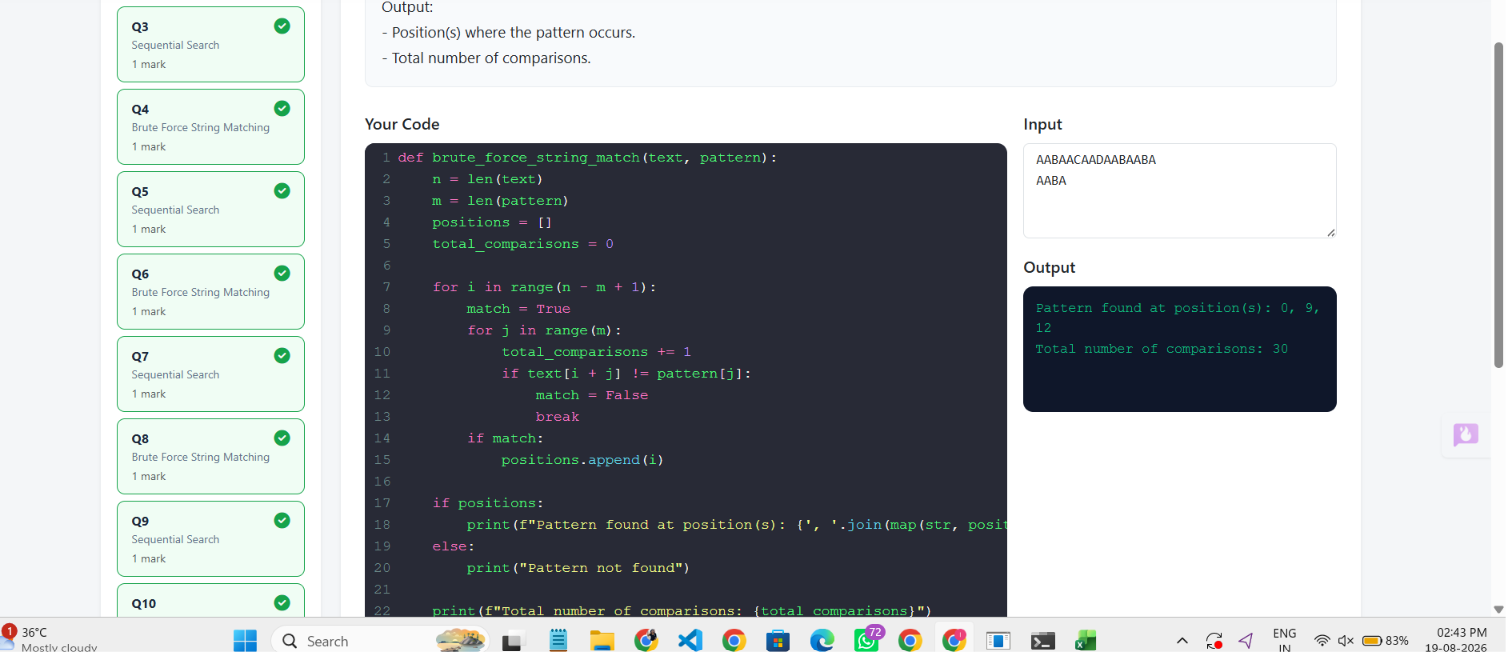 Q3
Sequential Search
1 mark
Q4
Brute Force String Matching
1 mark
Q5
Sequential Search
1 mark
Q6
Brute Force String Matching
1 mark
Q7
Sequential Search
1 mark
Q8
Brute Force String Matching
1 mark
Q9
Sequential Search
1 mark
Q10
Output:
- Position(s) where the pattern occurs.
- Total number of comparisons.
Your Code
1 def brute_force_string_match(text, pattern):
2     n = len(text)
3     m = len(pattern)
4     positions = []
5     total_comparisons = 0
6
7     for i in range(n - m + 1):
8         match = True
9         for j in range(m):
10             total_comparisons += 1
11             if text[i + j] != pattern[j]:
12                 match = False
13                 break
14         if match:
15             positions.append(i)
16
17     if positions:
18         print(f"Pattern found at position(s): {', '.join(map(str, posit
19     else:
20         print("Pattern not found")
21
22     print(f"Total number of comparisons: {total_comparisons}")
Input
AABAACAADAABAABA
AABA
Output
Pattern found at position(s): 0, 9,
12
Total number of comparisons: 30
1
36°C
Mostly cloudy
Search
72
ENG
IN
83%
02:43 PM
19-08-2026